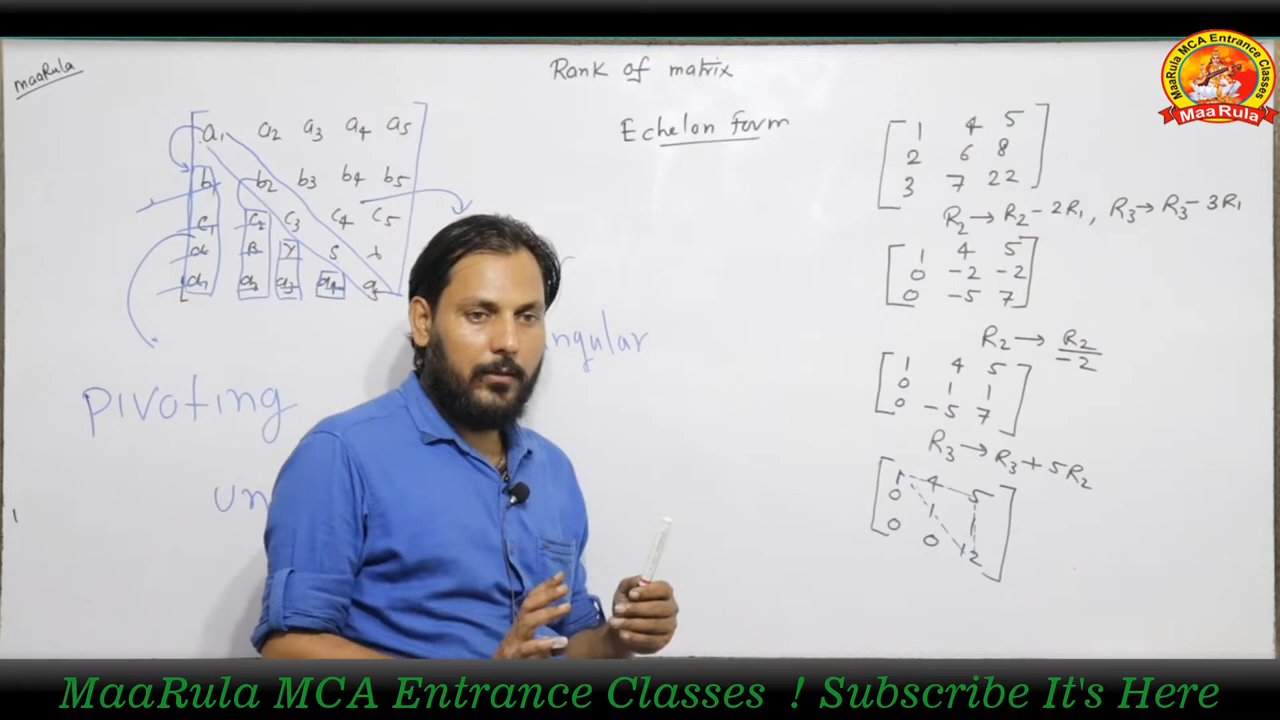 maaRula
Rank of matrix
Echelon form
a1 a2 a3 a4 a5
b1 b2 b3 b4 b5
c1 c2 c3 c4 c5
α β γ δ
pivoting
un
ngular
1 4 5
2 6 8
3 7 22
R2 → R2 - 2R1, R3 → R3 - 3R1
1 4 5
0 -2 -2
0 -5 7
R2 → R2/-2
1 4 5
0 1 1
0 -5 7
R3 → R3 + 5R2
1 4 5
0 1 1
0 0 12
MaaRula MCA Entrance Classes
MaaRula
MaaRula MCA Entrance Classes ! Subscribe It's Here